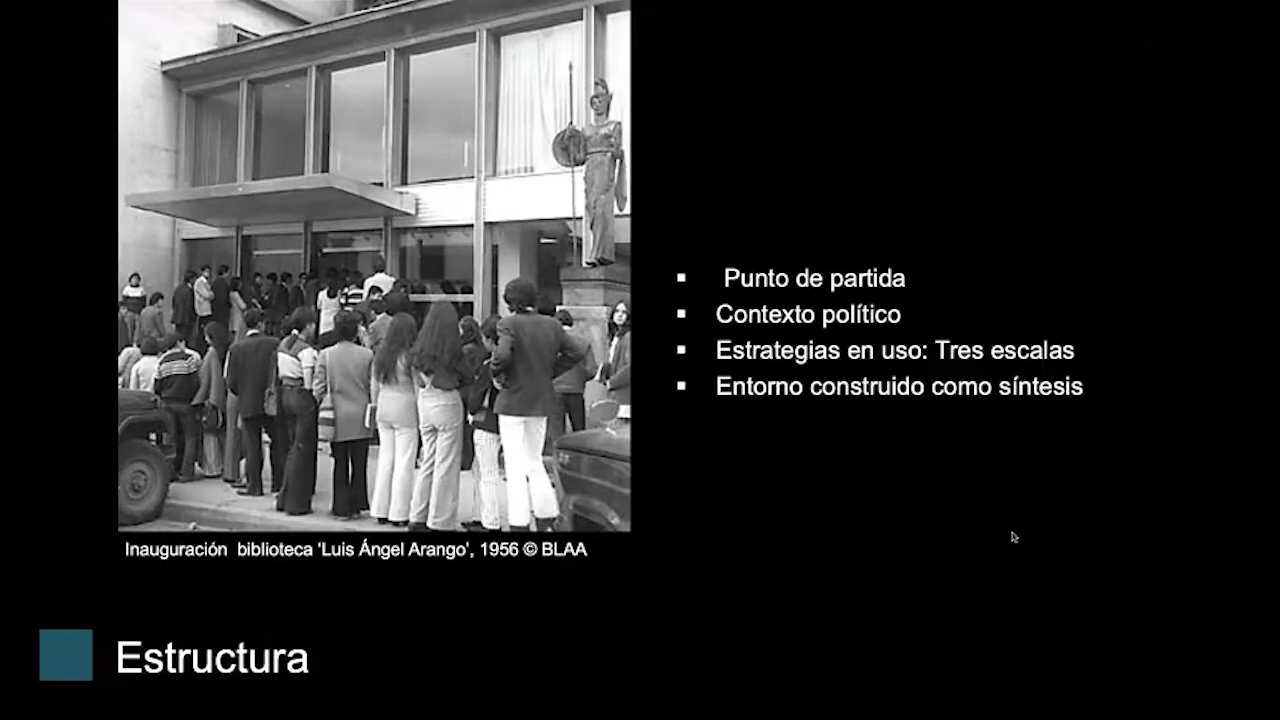 Punto de partida
Contexto político
Estrategias en uso: Tres escalas
Entorno construido como síntesis
Inauguración biblioteca 'Luis Ángel Arango', 1956 © BLAA
Estructura